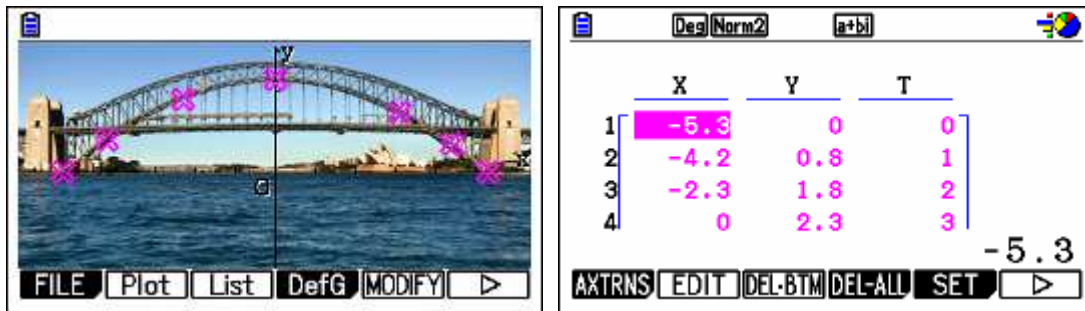 y
x
O
FILE Plot List DefG MODIFY ▷
Deg Norm2 a+bi
X Y T
1 -5.3 0 0
2 -4.2 0.8 1
3 -2.3 1.8 2
4 0 2.3 3
-5.3
AXTRNS EDIT DEL·BTM DEL-ALL SET ▷